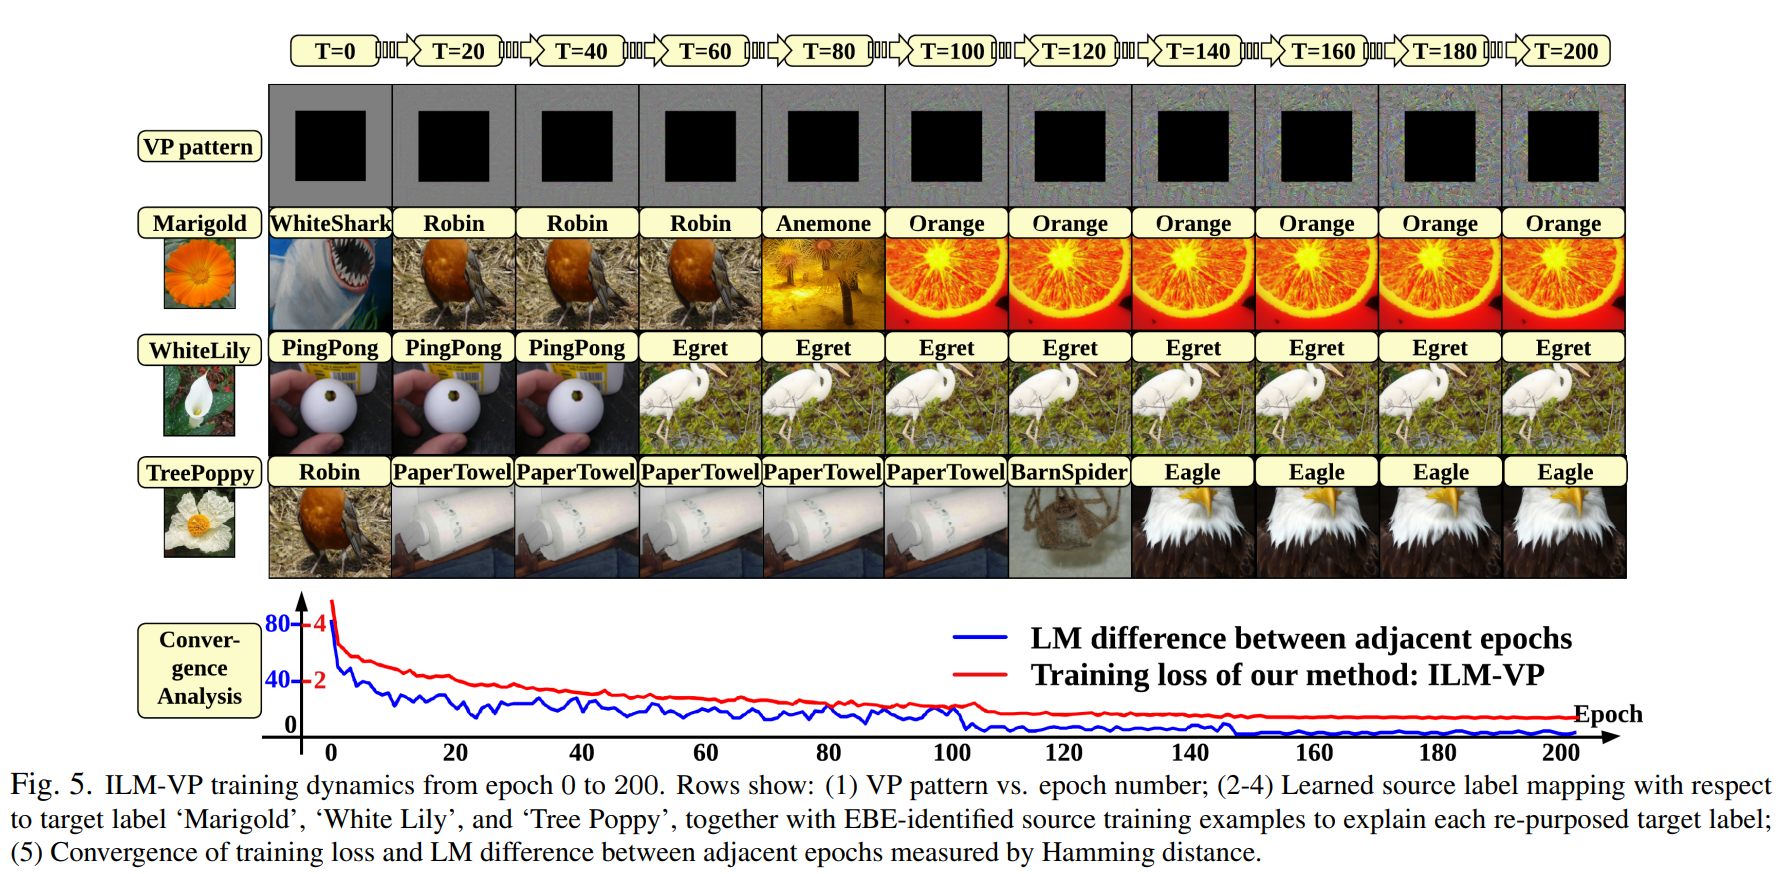 T=0 T=20 T=40 T=60 T=80 T=100 T=120 T=140 T=160 T=180 T=200
VP pattern
Marigold WhiteShark Robin Robin Robin Anemone Orange Orange Orange Orange Orange Orange
WhiteLily PingPong PingPong PingPong Egret Egret Egret Egret Egret Egret Egret Egret
TreePoppy Robin PaperTowel PaperTowel PaperTowel PaperTowel PaperTowel BarnSpider Eagle Eagle Eagle Eagle
Conver-
gence
Analysis
80 4
40 2
0
LM difference between adjacent epochs
Training loss of our method: ILM-VP
Epoch
0 20 40 60 80 100 120 140 160 180 200
Fig. 5. ILM-VP training dynamics from epoch 0 to 200. Rows show: (1) VP pattern vs. epoch number; (2-4) Learned source label mapping with respect
to target label ‘Marigold’, ‘White Lily’, and ‘Tree Poppy’, together with EBE-identified source training examples to explain each re-purposed target label;
(5) Convergence of training loss and LM difference between adjacent epochs measured by Hamming distance.